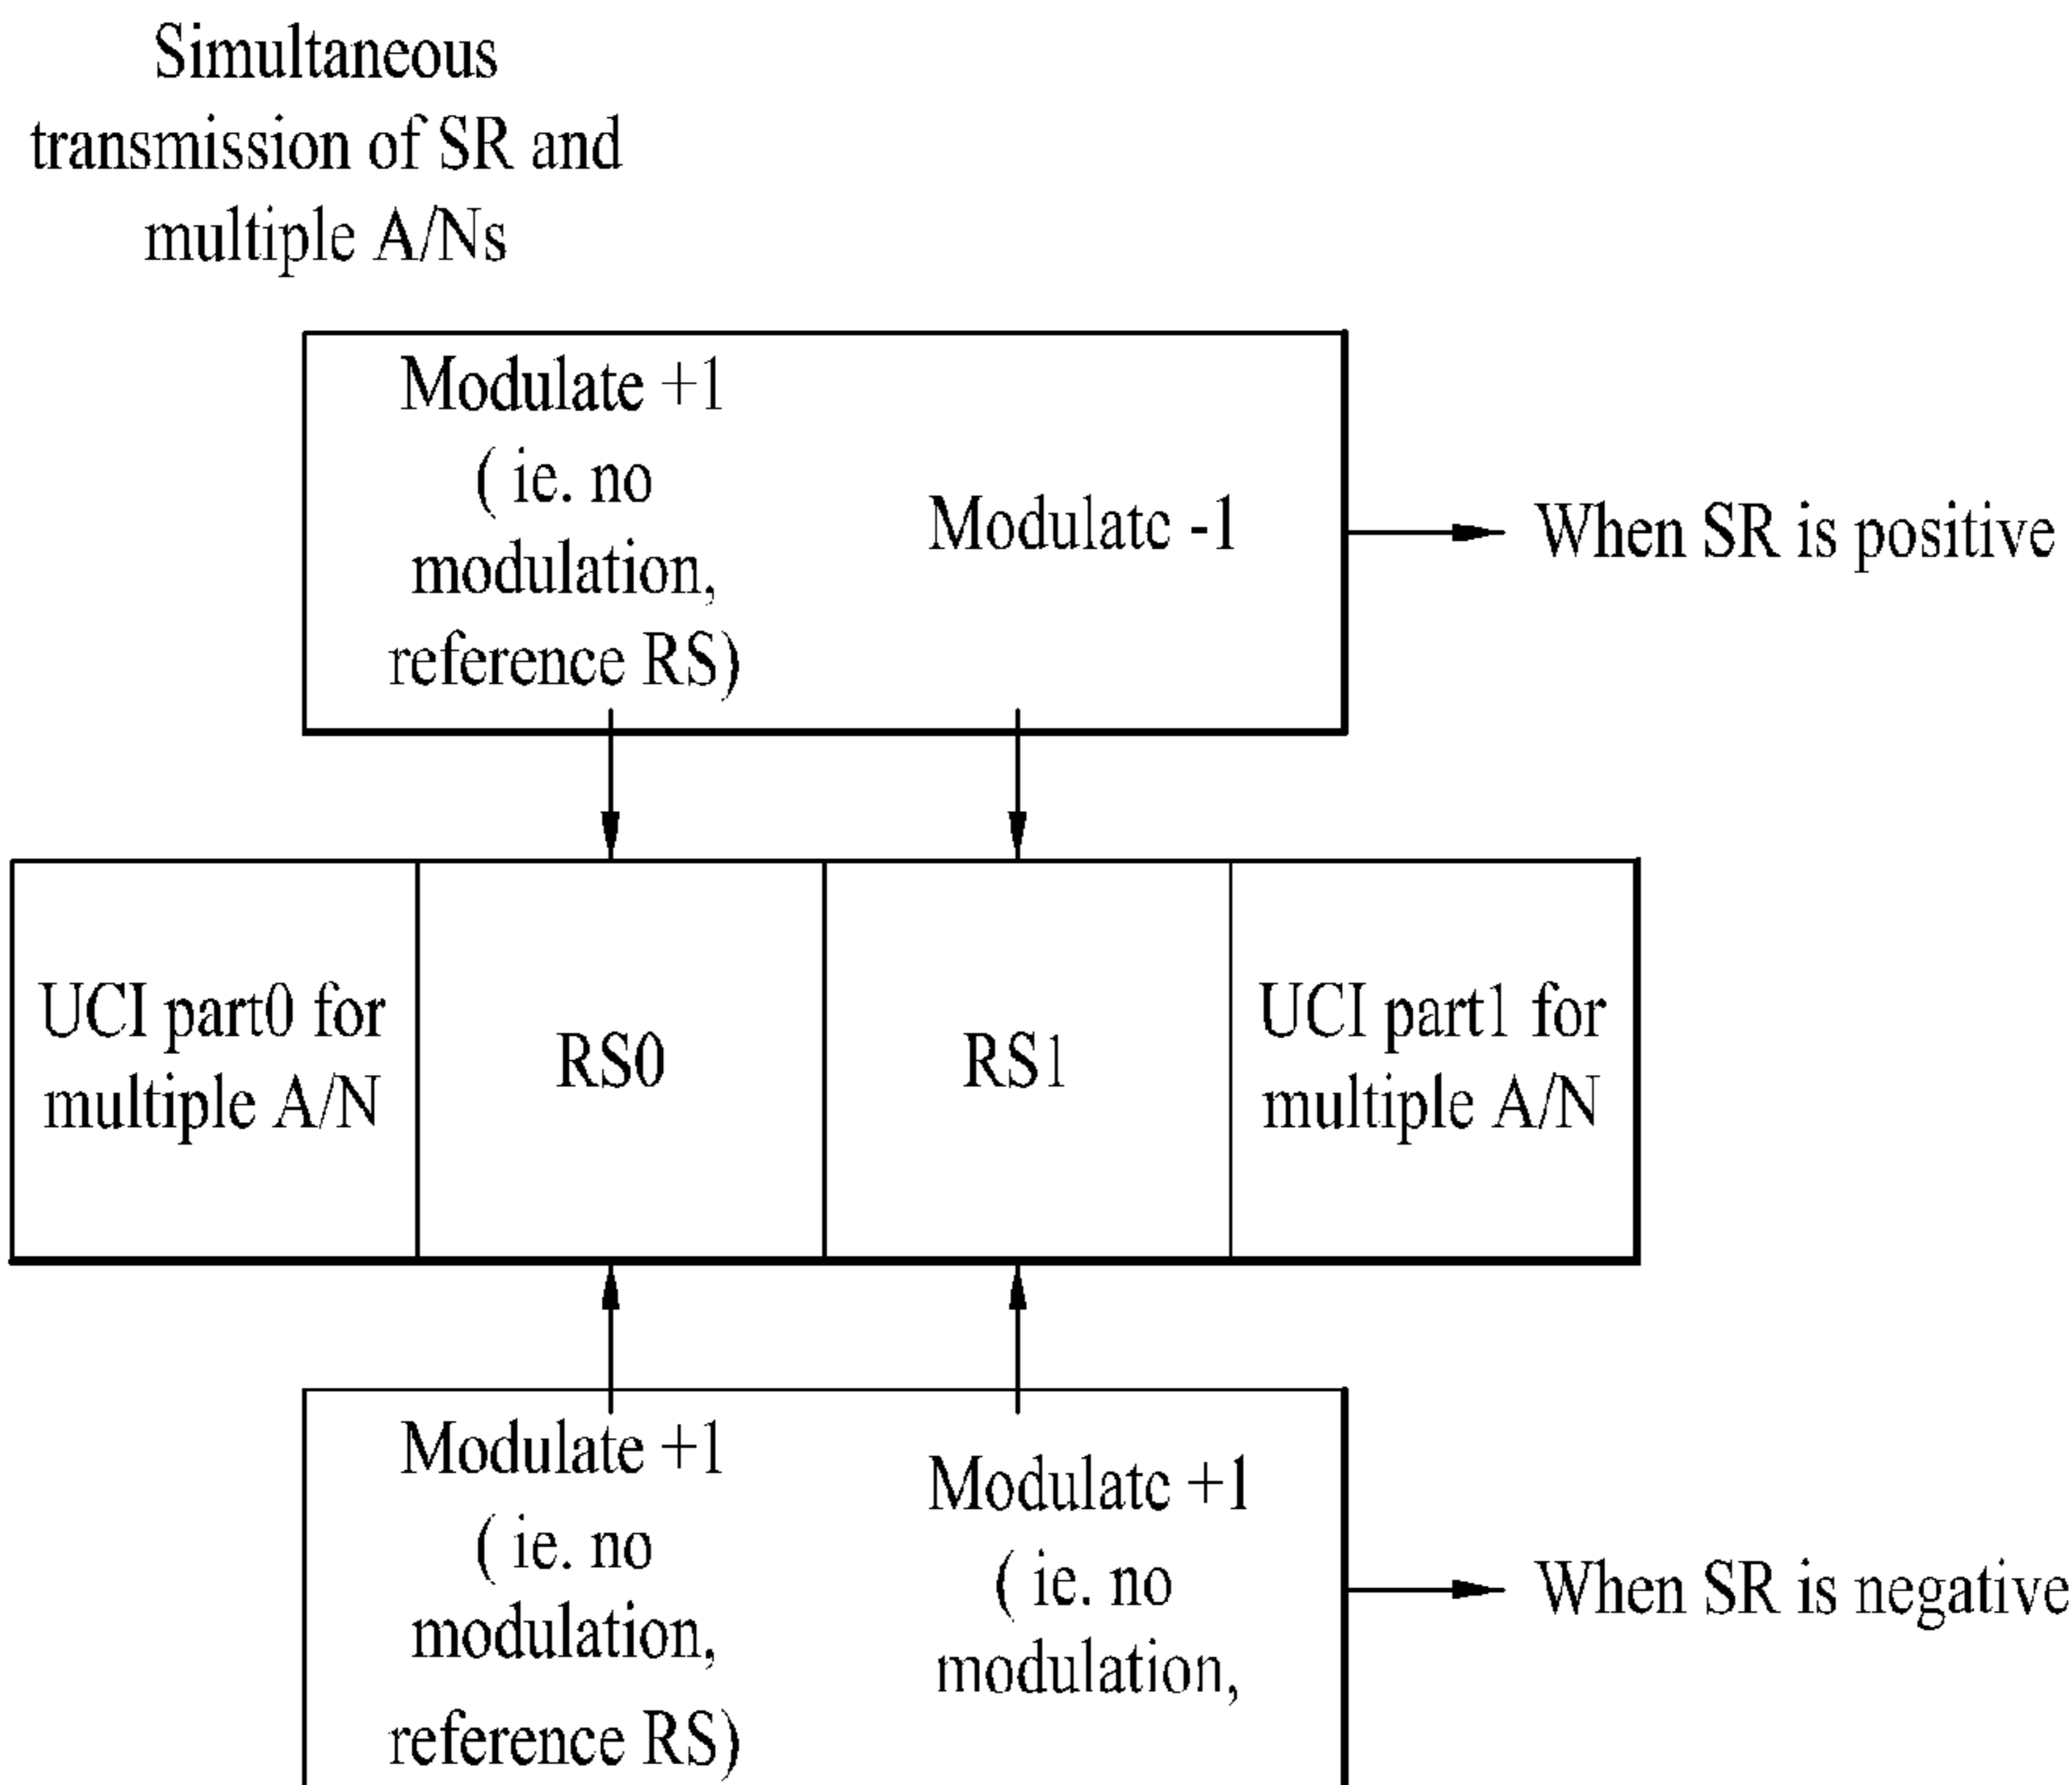 Simultaneous
transmission of SR and
multiple A/Ns
Modulate +1
( ie. no
modulation,
reference RS)
Modulate -1
When SR is positive
UCI part0 for
multiple A/N
RS0
RS1
UCI part1 for
multiple A/N
Modulate +1
( ie. no
modulation,
reference RS)
Modulate +1
( ie. no
modulation,
When SR is negative